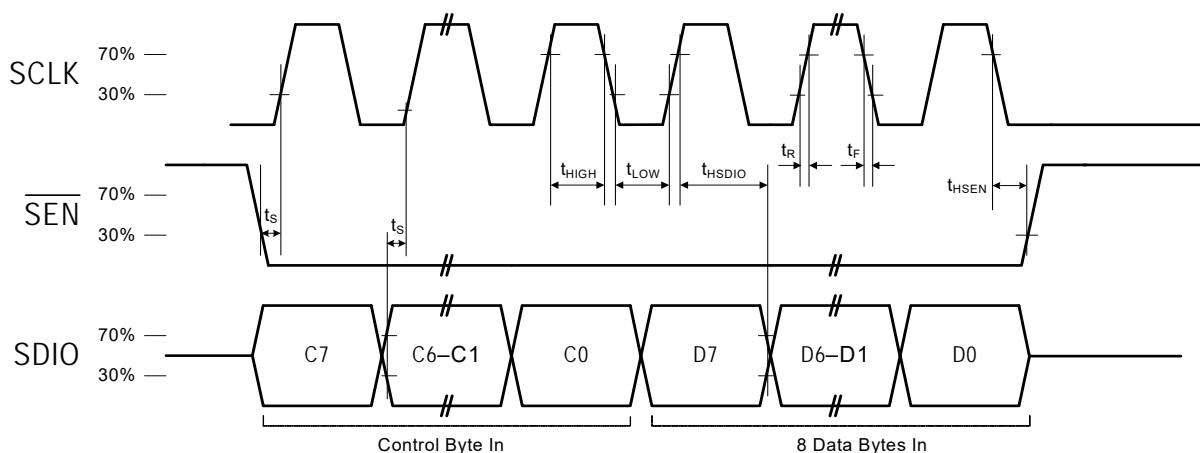 SCLK
70%
30%
tHIGH
tLOW
tHSDIO
tR
tF
tHSEN
SEN
70%
30%
tS
tS
SDIO
70%
30%
C7
C6–C1
C0
D7
D6–D1
D0
Control Byte In
8 Data Bytes In